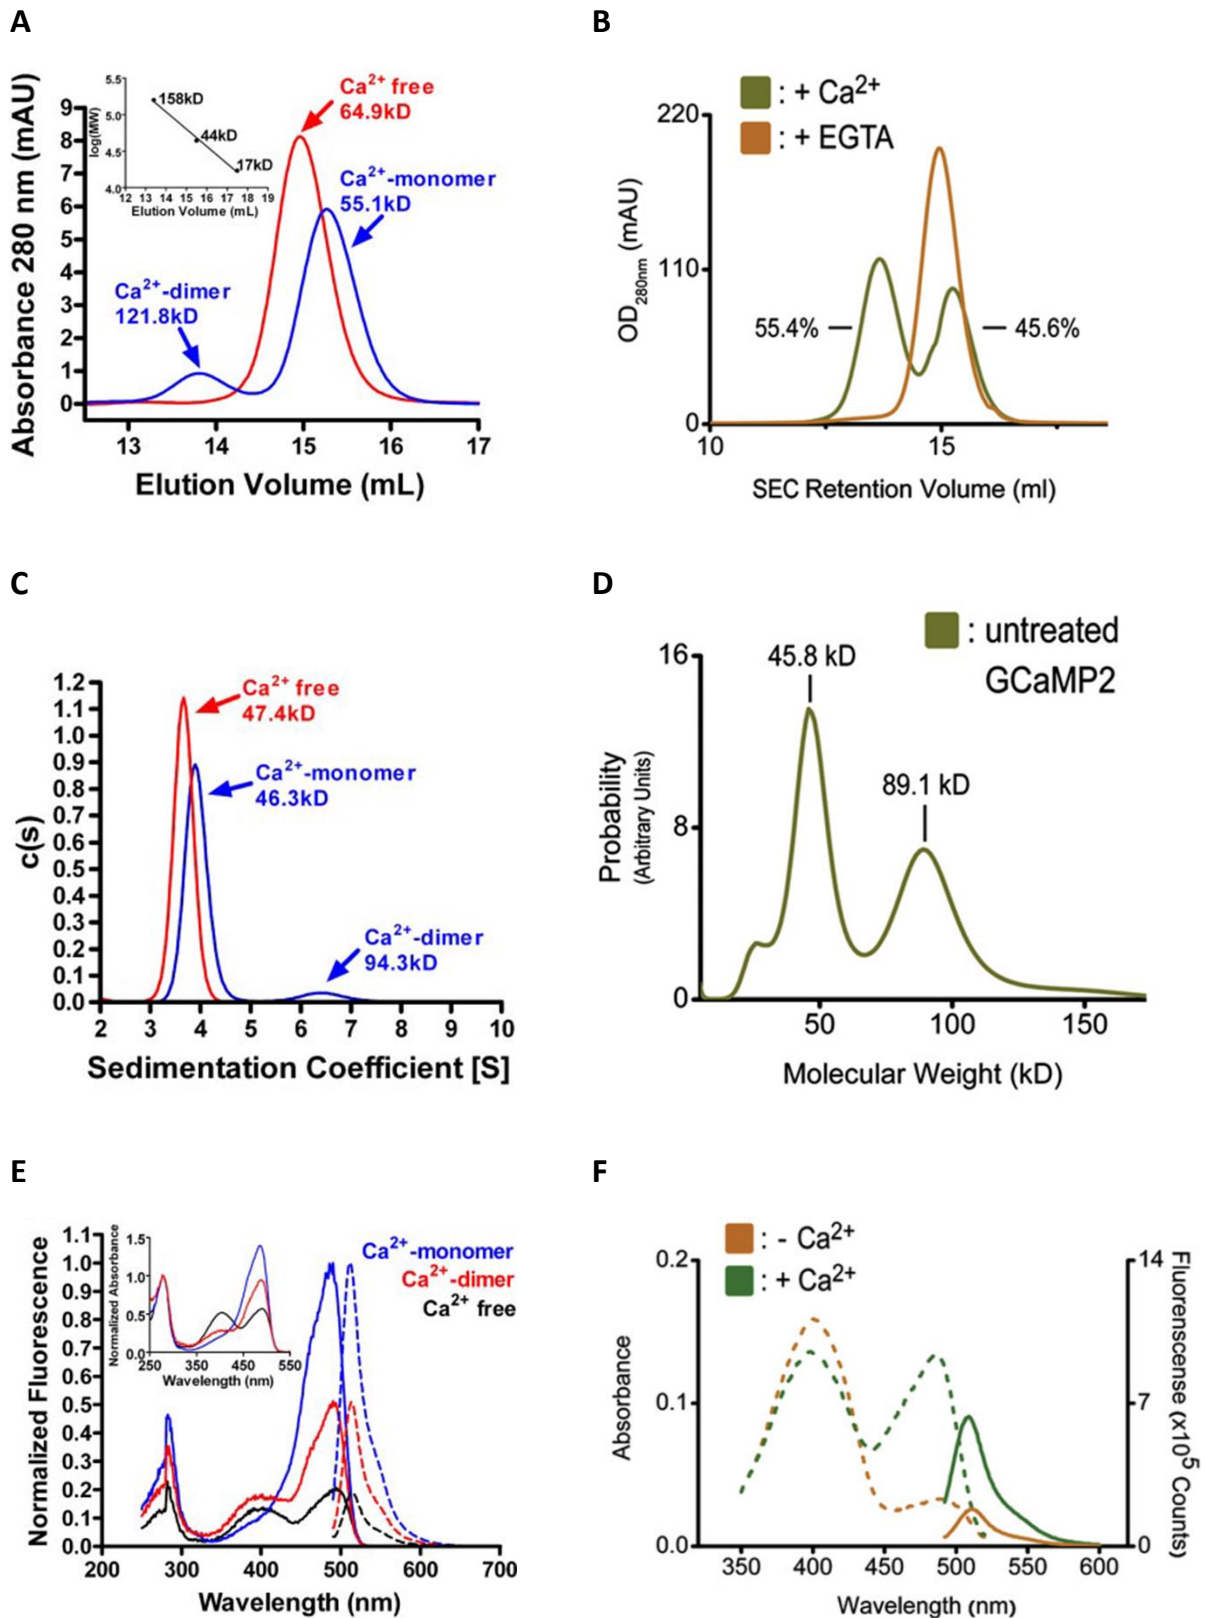 A
Absorbance 280 nm (mAU)
9
8
7
6
5
4
3
2
1
0
13
14
15
16
17
Elution Volume (mL)
Ca²⁺ free
64.9kD
Ca²⁺-monomer
55.1kD
Ca²⁺-dimer
121.8kD
log(MW)
5.5
5.0
4.5
4.0
158kD
44kD
17kD
12 13 14 15 16 17 18 19
Elution Volume (mL)
B
: + Ca²⁺
: + EGTA
OD280nm (mAU)
220
110
0
55.4%
45.6%
10
15
SEC Retention Volume (ml)
C
c(s)
1.2
1.1
1.0
0.9
0.8
0.7
0.6
0.5
0.4
0.3
0.2
0.1
0.0
Ca²⁺ free
47.4kD
Ca²⁺-monomer
46.3kD
Ca²⁺-dimer
94.3kD
2 3 4 5 6 7 8 9 10
Sedimentation Coefficient [S]
D
: untreated
GCaMP2
Probability
(Arbitrary Units)
16
8
0
45.8 kD
89.1 kD
50
100
150
Molecular Weight (kD)
E
Normalized Fluorescence
1.1
1.0
0.9
0.8
0.7
0.6
0.5
0.4
0.3
0.2
0.1
0.0
Ca²⁺-monomer
Ca²⁺-dimer
Ca²⁺ free
Normalized Absorbance
1.5
1.0
0.5
0.0
250 350 450 550
Wavelength (nm)
200 300 400 500 600 700
Wavelength (nm)
F
: - Ca²⁺
: + Ca²⁺
Absorbance
0.2
0.1
0.0
14
7
0
Fluorenscense (x10⁵ Counts)
350 400 450 500 550 600
Wavelength (nm)